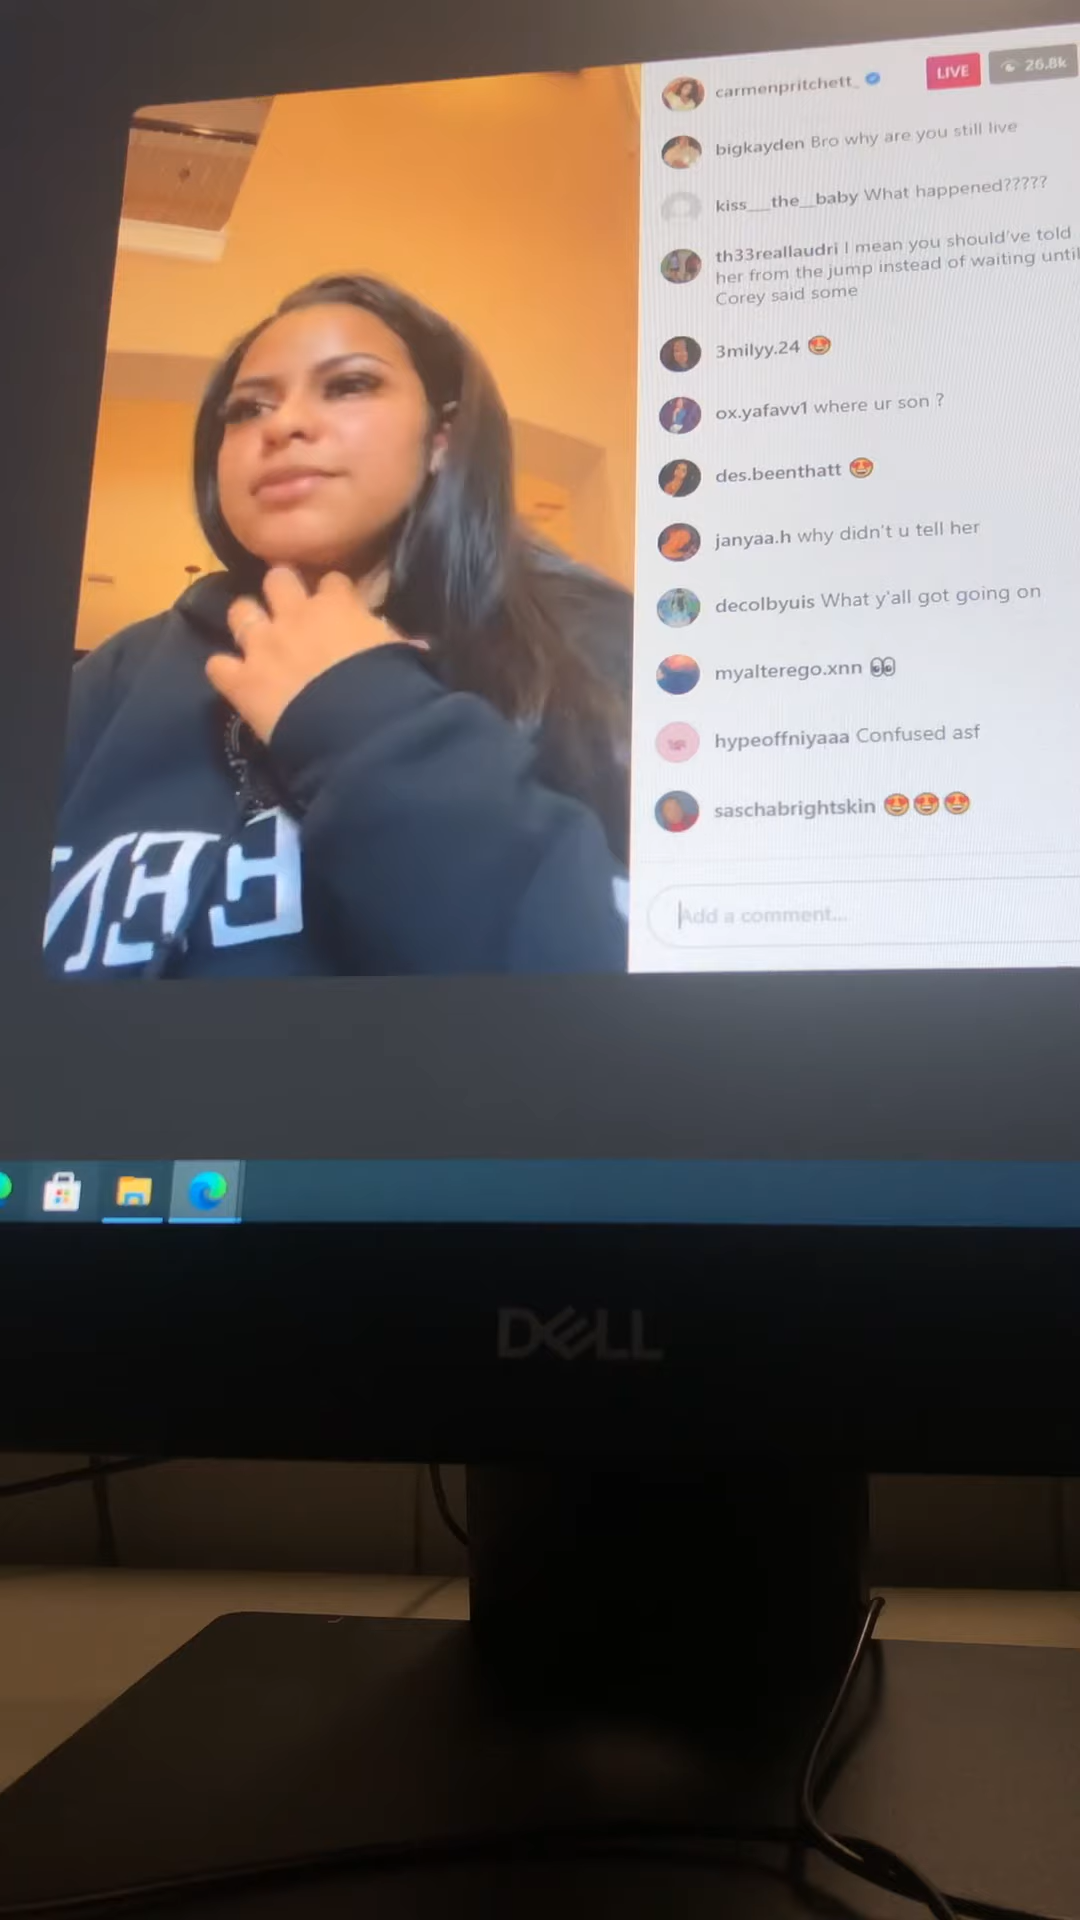 carmenpritchett_
LIVE
26.8k
bigkayden Bro why are you still live
kiss__the__baby What happened?????
th33reallaudri I mean you should've told
her from the jump instead of waiting until
Corey said some
3milyy.24 😍
ox.yafavv1 where ur son ?
des.beenthatt 😍
janyaa.h why didn't u tell her
decolbyuis What y'all got going on
myalterego.xnn 👀
hypeoffniyaaa Confused asf
saschabrightskin 😍😍😍
Add a comment...
DELL